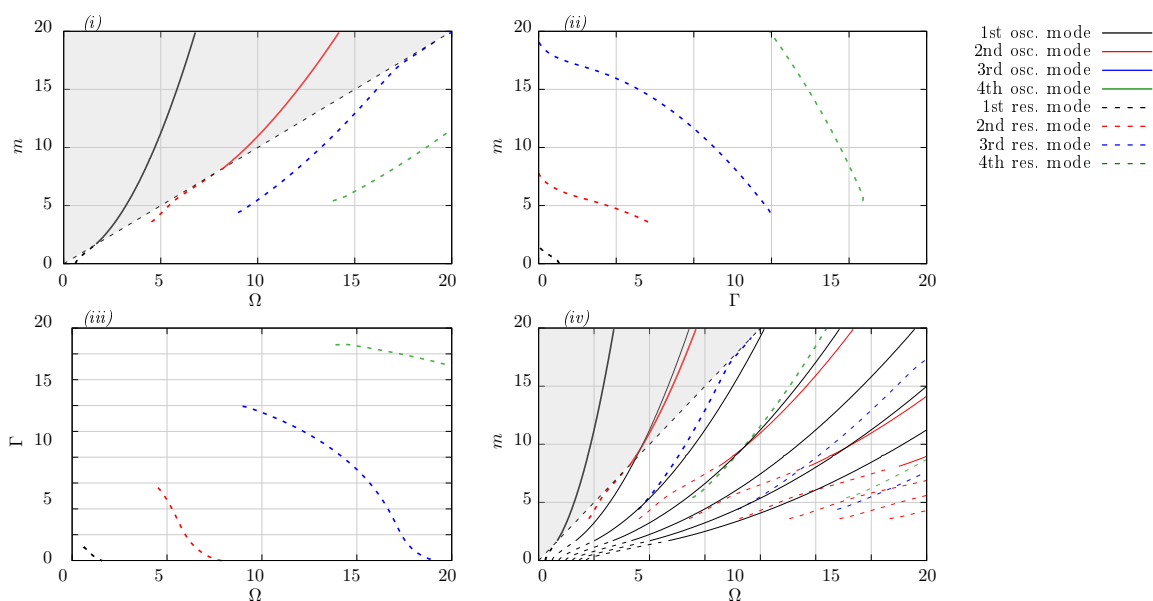 (i)
20
15
10
5
0
m
0 5 10 15 20
Ω
(ii)
20
15
10
5
0
m
0 5 10 15 20
Γ
1st osc. mode
2nd osc. mode
3rd osc. mode
4th osc. mode
1st res. mode
2nd res. mode
3rd res. mode
4th res. mode
(iii)
20
15
10
5
0
Γ
0 5 10 15 20
Ω
(iv)
20
15
10
5
0
m
0 5 10 15 20
Ω